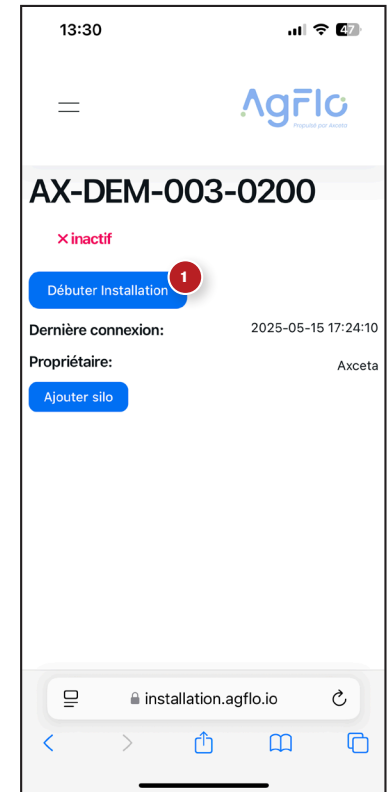 13:30
47
AgFlo
Propulsé par Axceta
AX-DEM-003-0200
× inactif
Débuter Installation
1
Dernière connexion: 2025-05-15 17:24:10
Propriétaire: Axceta
Ajouter silo
installation.agflo.io